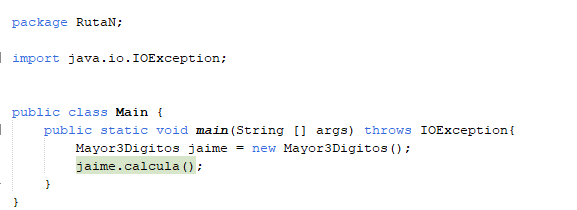 package RutaN;
import java.io.IOException;
public class Main {
public static void main(String [] args) throws IOException{
Mayor3Digitos jaime = new Mayor3Digitos();
jaime.calcula();
}
}